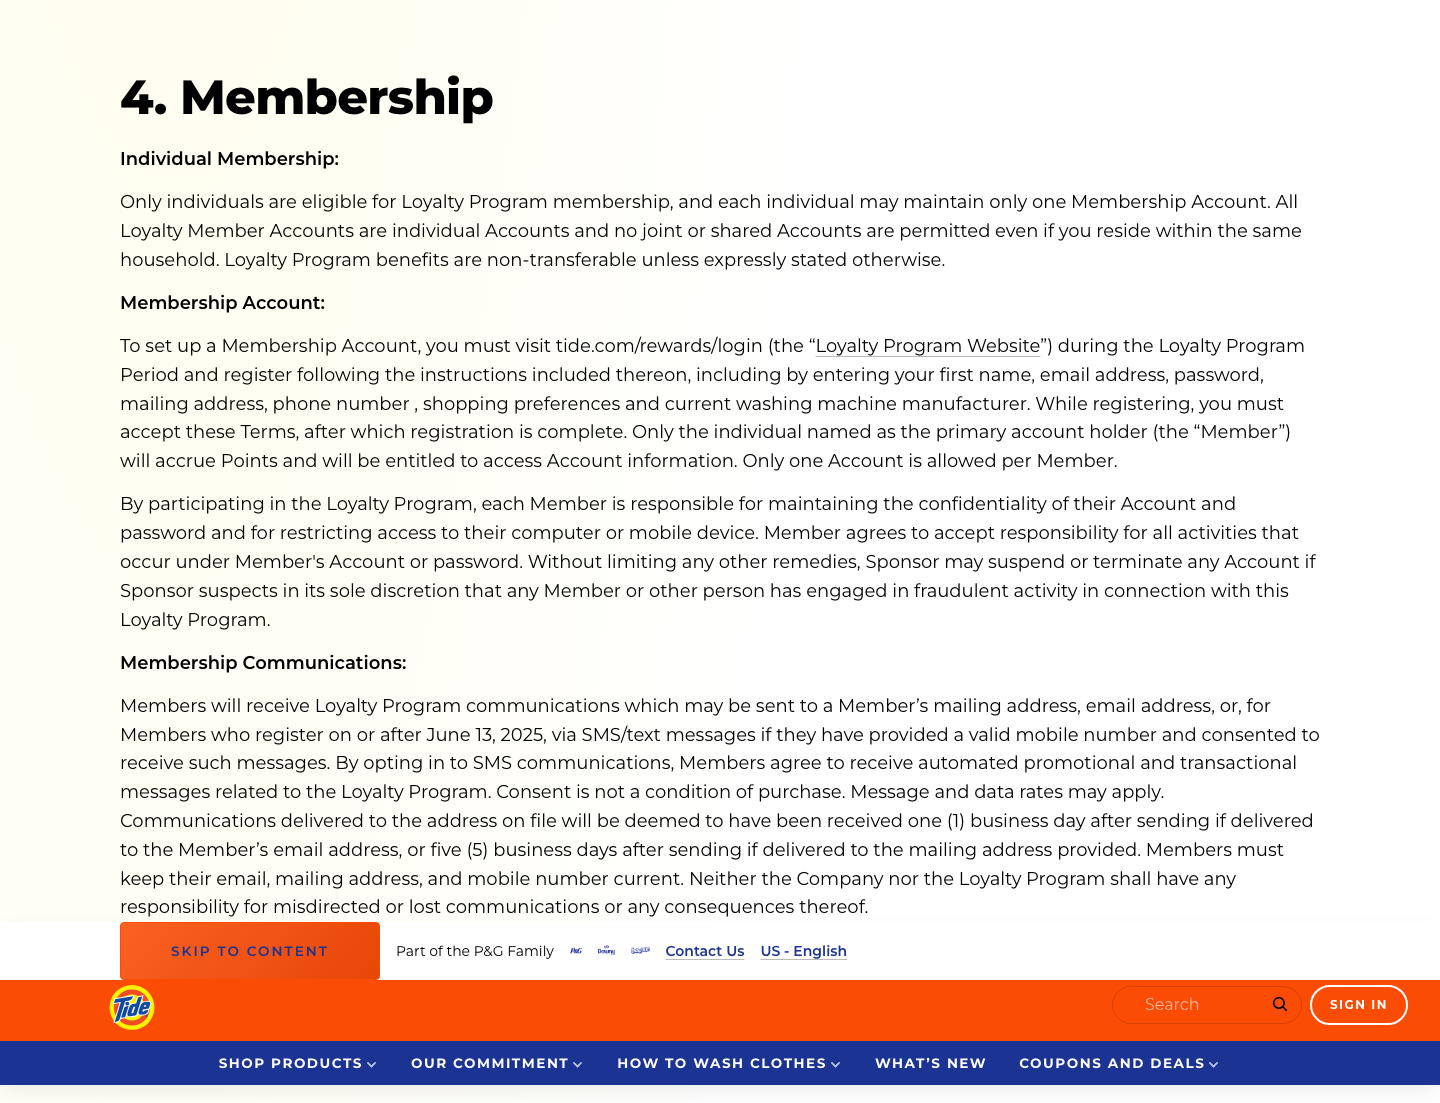 4. Membership
Individual Membership:
Only individuals are eligible for Loyalty Program membership, and each individual may maintain only one Membership Account. All
Loyalty Member Accounts are individual Accounts and no joint or shared Accounts are permitted even if you reside within the same
household. Loyalty Program benefits are non-transferable unless expressly stated otherwise.
Membership Account:
To set up a Membership Account, you must visit tide.com/rewards/login (the “Loyalty Program Website”) during the Loyalty Program
Period and register following the instructions included thereon, including by entering your first name, email address, password,
mailing address, phone number , shopping preferences and current washing machine manufacturer. While registering, you must
accept these Terms, after which registration is complete. Only the individual named as the primary account holder (the “Member”)
will accrue Points and will be entitled to access Account information. Only one Account is allowed per Member.
By participating in the Loyalty Program, each Member is responsible for maintaining the confidentiality of their Account and
password and for restricting access to their computer or mobile device. Member agrees to accept responsibility for all activities that
occur under Member's Account or password. Without limiting any other remedies, Sponsor may suspend or terminate any Account if
Sponsor suspects in its sole discretion that any Member or other person has engaged in fraudulent activity in connection with this
Loyalty Program.
Membership Communications:
Members will receive Loyalty Program communications which may be sent to a Member’s mailing address, email address, or, for
Members who register on or after June 13, 2025, via SMS/text messages if they have provided a valid mobile number and consented to
receive such messages. By opting in to SMS communications, Members agree to receive automated promotional and transactional
messages related to the Loyalty Program. Consent is not a condition of purchase. Message and data rates may apply.
Communications delivered to the address on file will be deemed to have been received one (1) business day after sending if delivered
to the Member’s email address, or five (5) business days after sending if delivered to the mailing address provided. Members must
keep their email, mailing address, and mobile number current. Neither the Company nor the Loyalty Program shall have any
responsibility for misdirected or lost communications or any consequences thereof.
SKIP TO CONTENT Part of the P&G Family P&G Downy Contact Us US - English
Tide Search SIGN IN
SHOP PRODUCTS OUR COMMITMENT HOW TO WASH CLOTHES WHAT’S NEW COUPONS AND DEALS